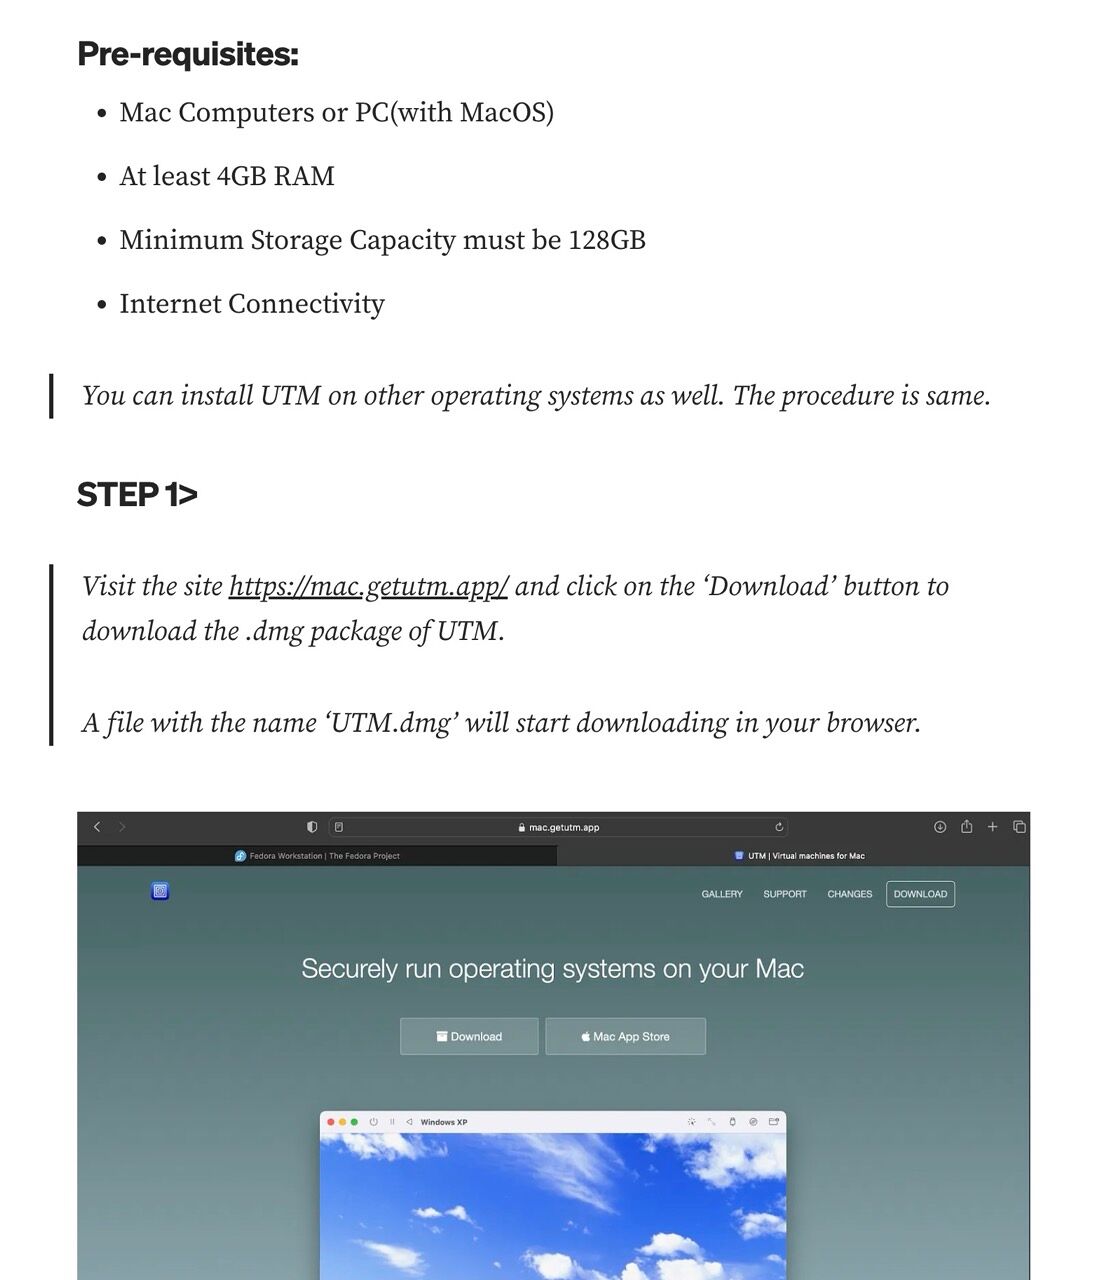 Pre-requisites:
Mac Computers or PC(with MacOS)
At least 4GB RAM
Minimum Storage Capacity must be 128GB
Internet Connectivity
You can install UTM on other operating systems as well. The procedure is same.
STEP 1>
Visit the site https://mac.getutm.app/ and click on the ‘Download’ button to
download the .dmg package of UTM.
A file with the name ‘UTM.dmg’ will start downloading in your browser.
mac.getutm.app
Fedora Workstation | The Fedora Project
UTM | Virtual machines for Mac
GALLERY SUPPORT CHANGES DOWNLOAD
Securely run operating systems on your Mac
Download Mac App Store
Windows XP